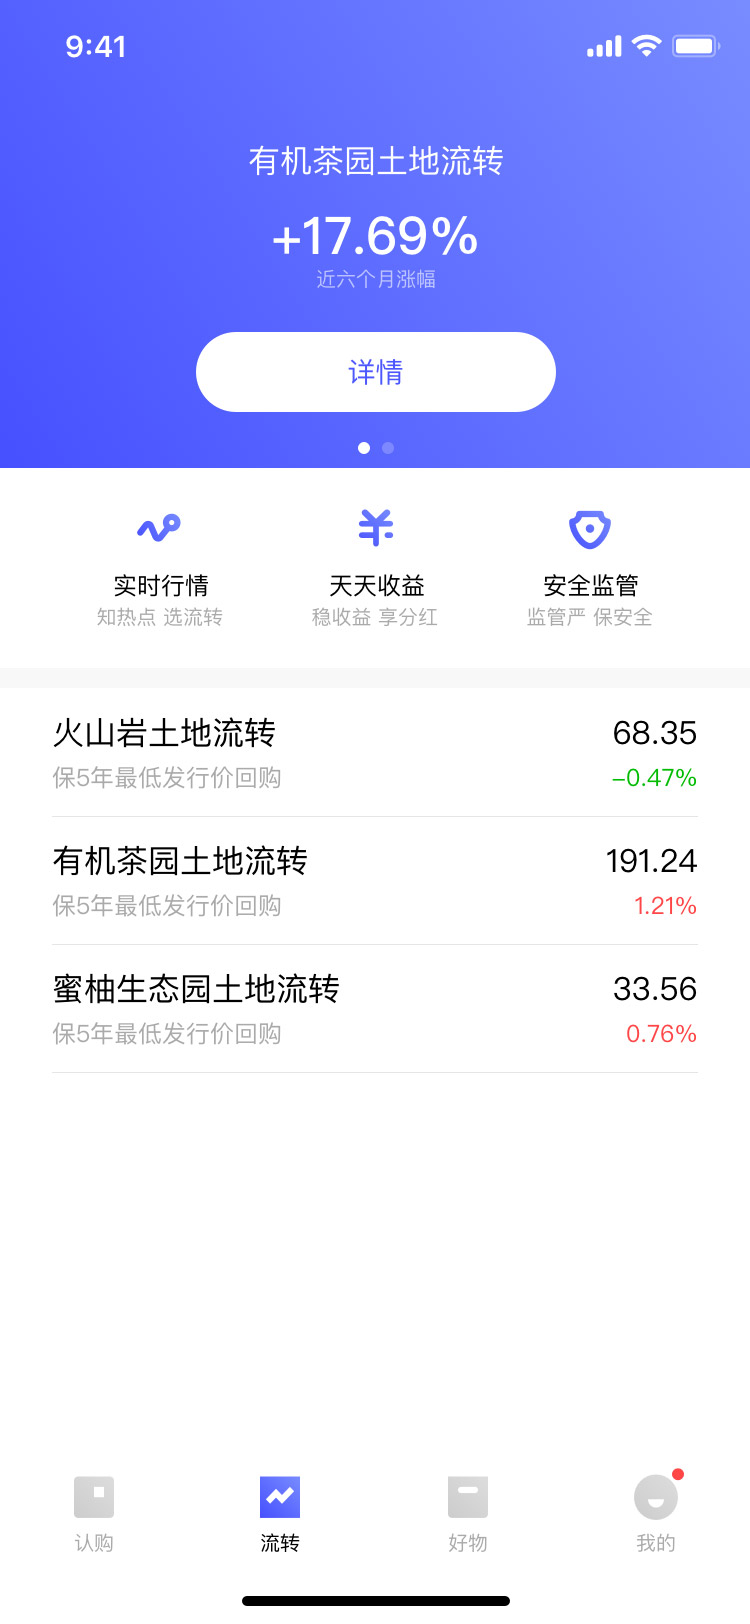 9:41
有机茶园土地流转
+17.69%
近六个月涨幅
详情
实时行情 天天收益 安全监管
知热点 选流转 稳收益 享分红 监管严 保安全
火山岩土地流转 68.35
保5年最低发行价回购 -0.47%
有机茶园土地流转 191.24
保5年最低发行价回购 1.21%
蜜柚生态园土地流转 33.56
保5年最低发行价回购 0.76%
认购 流转 好物 我的